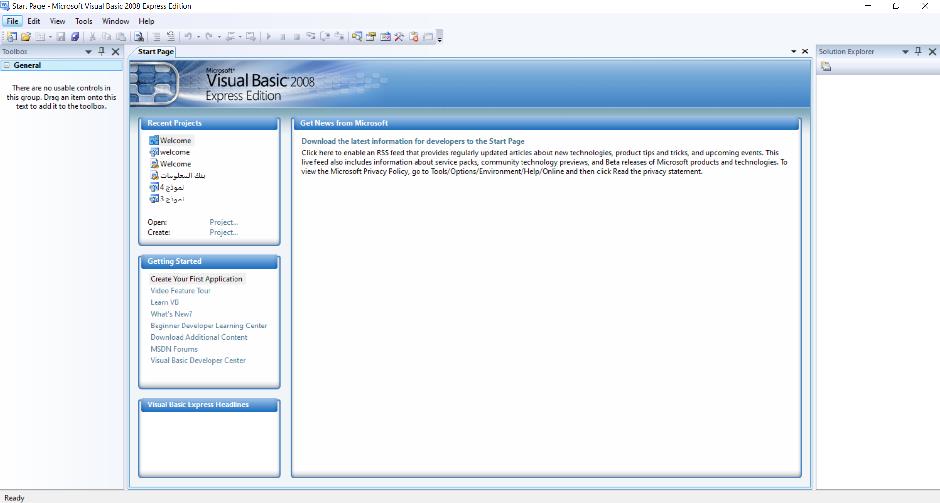 Start Page - Microsoft Visual Basic 2008 Express Edition
File Edit View Tools Window Help
Toolbox
General
There are no usable controls in
this group. Drag an item onto this
text to add it to the toolbox.
Start Page
Microsoft®
Visual Basic 2008
Express Edition
Recent Projects
Welcome
welcome
Welcome
بنك المعلومات
نموذج 4
نموذج 3
Open: Project...
Create: Project...
Getting Started
Create Your First Application
Video Feature Tour
Learn VB
What's New?
Beginner Developer Learning Center
Download Additional Content
MSDN Forums
Visual Basic Developer Center
Visual Basic Express Headlines
Get News from Microsoft
Download the latest information for developers to the Start Page
Click here to enable an RSS feed that provides regularly updated articles about new technologies, product tips and tricks, and upcoming events. This
live feed also includes information about service packs, community technology previews, and Beta releases of Microsoft products and technologies. To
view the Microsoft Privacy Policy, go to Tools/Options/Environment/Help/Online and then click Read the privacy statement.
Solution Explorer
Ready